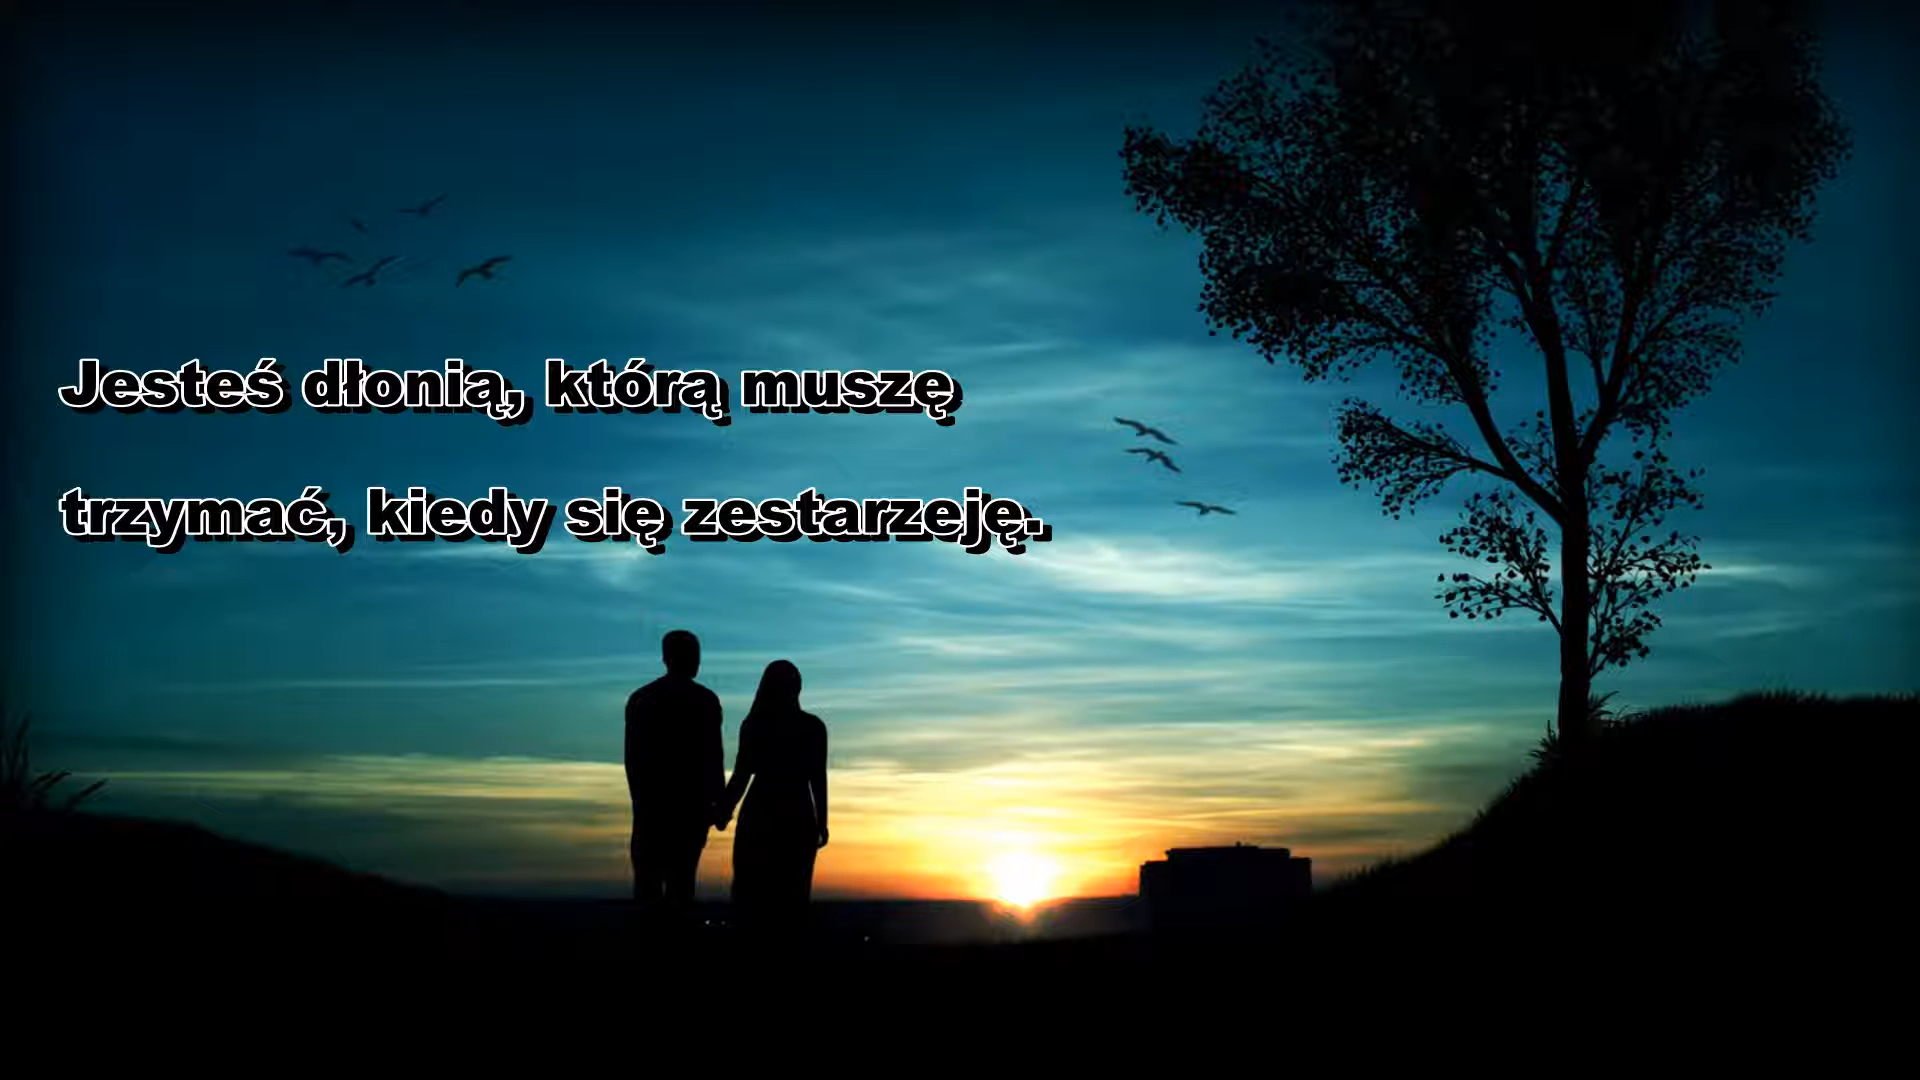 Jesteś dłonią, którą muszę
trzymać, kiedy się zestarzeję.